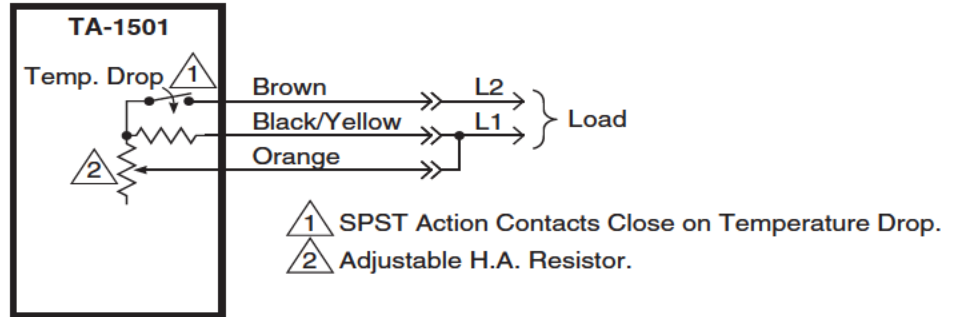 TA-1501
Temp. Drop 1
Brown L2
Black/Yellow L1 Load
Orange
2
1 SPST Action Contacts Close on Temperature Drop.
2 Adjustable H.A. Resistor.